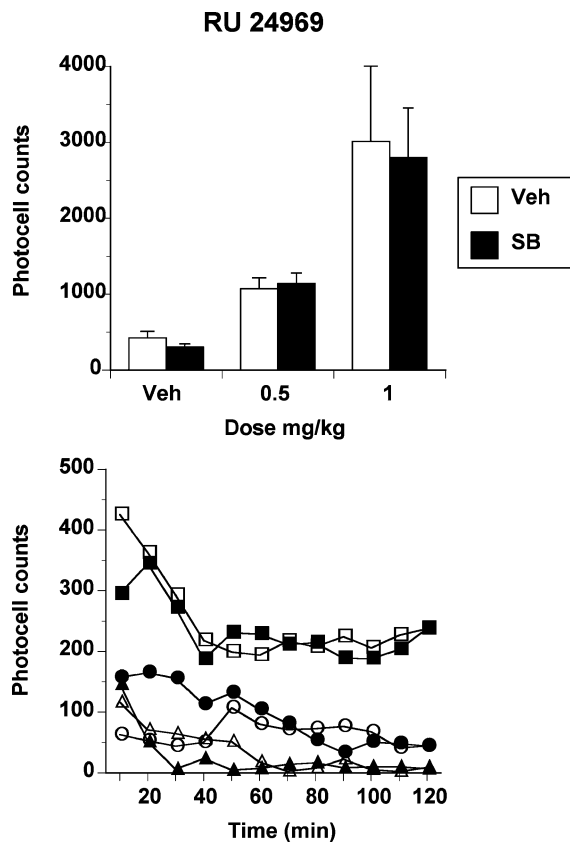 RU 24969
4000
3000
2000
1000
0
Photocell counts
Veh
SB
Veh 0.5 1
Dose mg/kg
500
400
300
200
100
0
Photocell counts
20 40 60 80 100 120
Time (min)